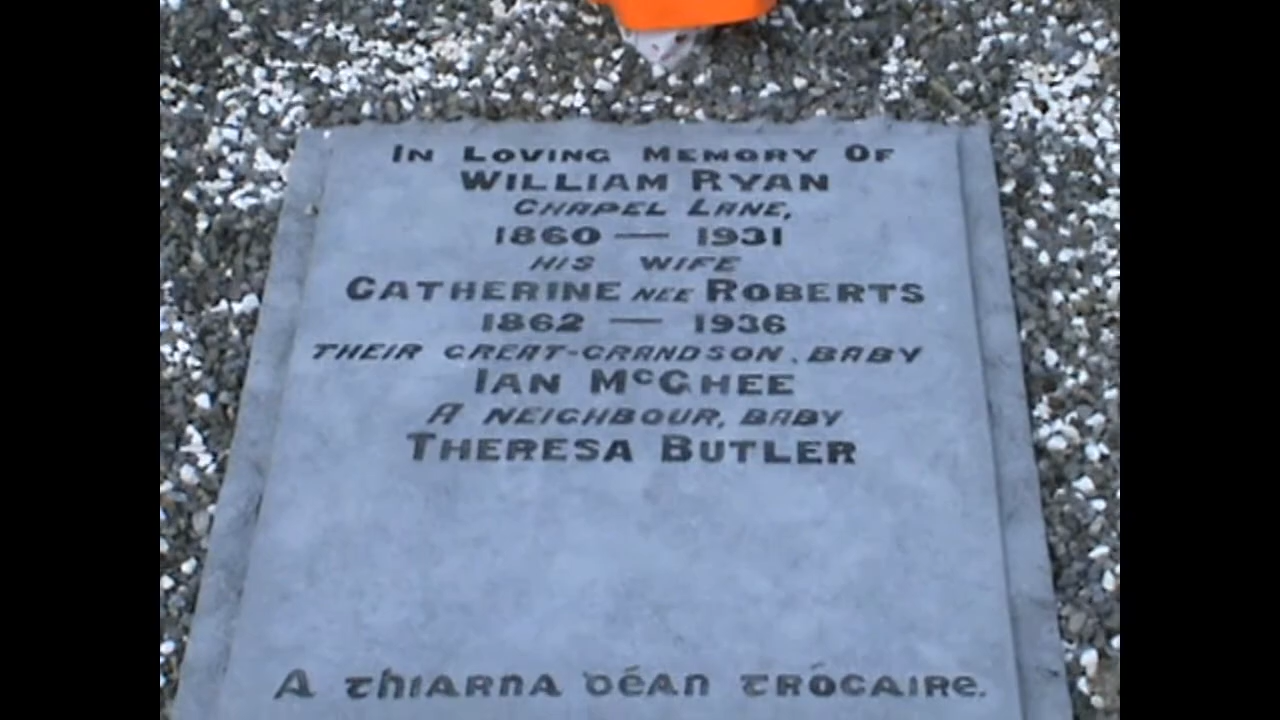 In Loving Memory Of
WILLIAM RYAN
CHAPEL LANE,
1860 — 1931
HIS WIFE
CATHERINE NEE ROBERTS
1862 — 1936
THEIR GREAT-GRANDSON, BABY
IAN McGHEE
A NEIGHBOUR, BABY
THERESA BUTLER
A Thiarna déan trócaire.